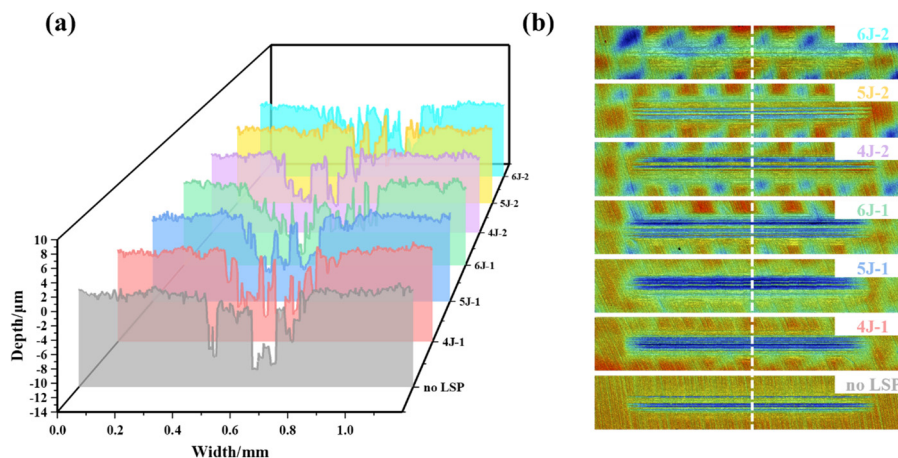 (a)
10
8
6
4
2
0
-2
-4
-6
-8
-10
-12
-14
Depth/μm
0.0 0.2 0.4 0.6 0.8 1.0
Width/mm
no LSP
4J-1
5J-1
6J-1
4J-2
5J-2
6J-2
(b)
6J-2
5J-2
4J-2
6J-1
5J-1
4J-1
no LSP